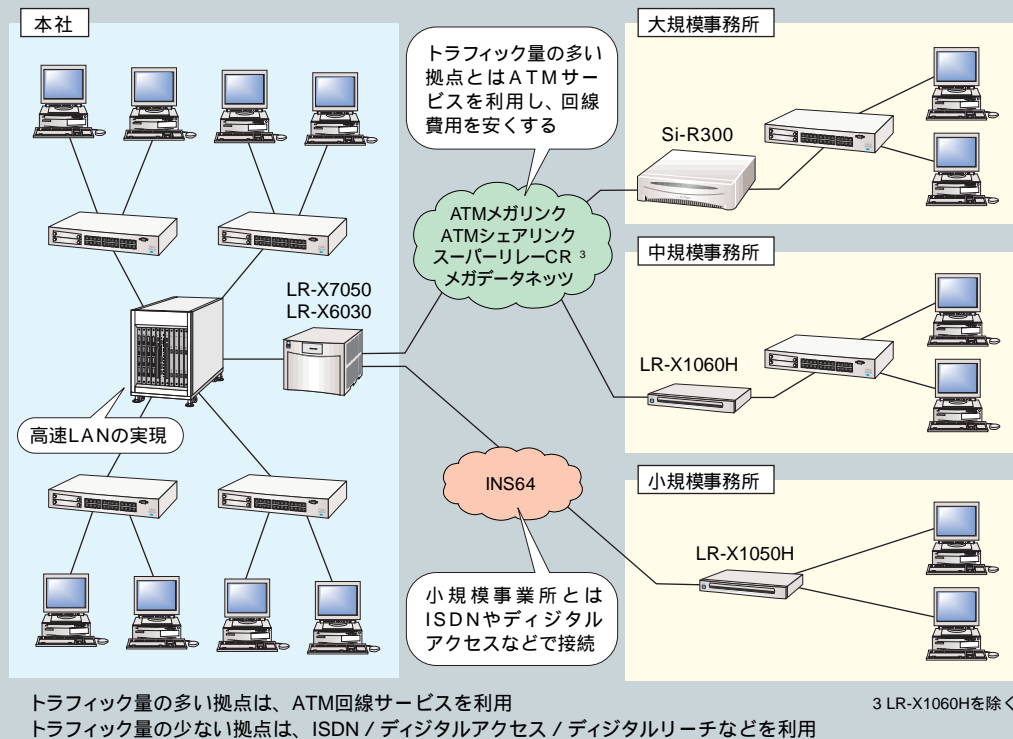 本社
トラフィック量の多い
拠点とはATMサー
ビスを利用し、回線
費用を安くする
大規模事務所
Si-R300
ATMメガリンク
ATMシェアリンク
スーパーリレーCR 3
メガデータネッツ
LR-X7050
LR-X6030
高速LANの実現
中規模事務所
LR-X1060H
INS64
小規模事務所
LR-X1050H
小規模事業所とは
ISDNやディジタル
アクセスなどで接続
トラフィック量の多い拠点は、ATM回線サービスを利用
3 LR-X1060Hを除く
トラフィック量の少ない拠点は、ISDN / ディジタルアクセス / ディジタルリーチなどを利用